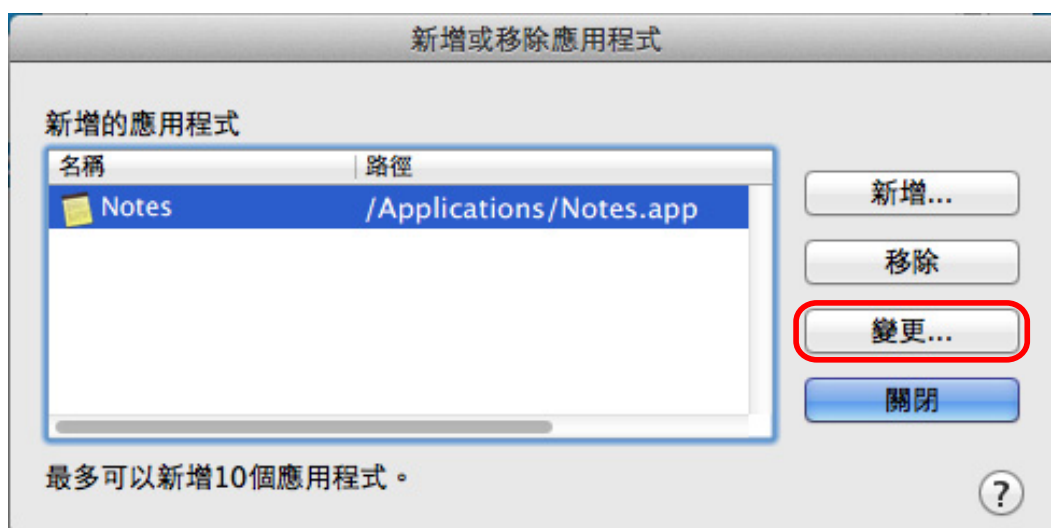 新增或移除應用程式
新增的應用程式
名稱 路徑
Notes /Applications/Notes.app
新增...
移除
變更...
關閉
最多可以新增10個應用程式。
?